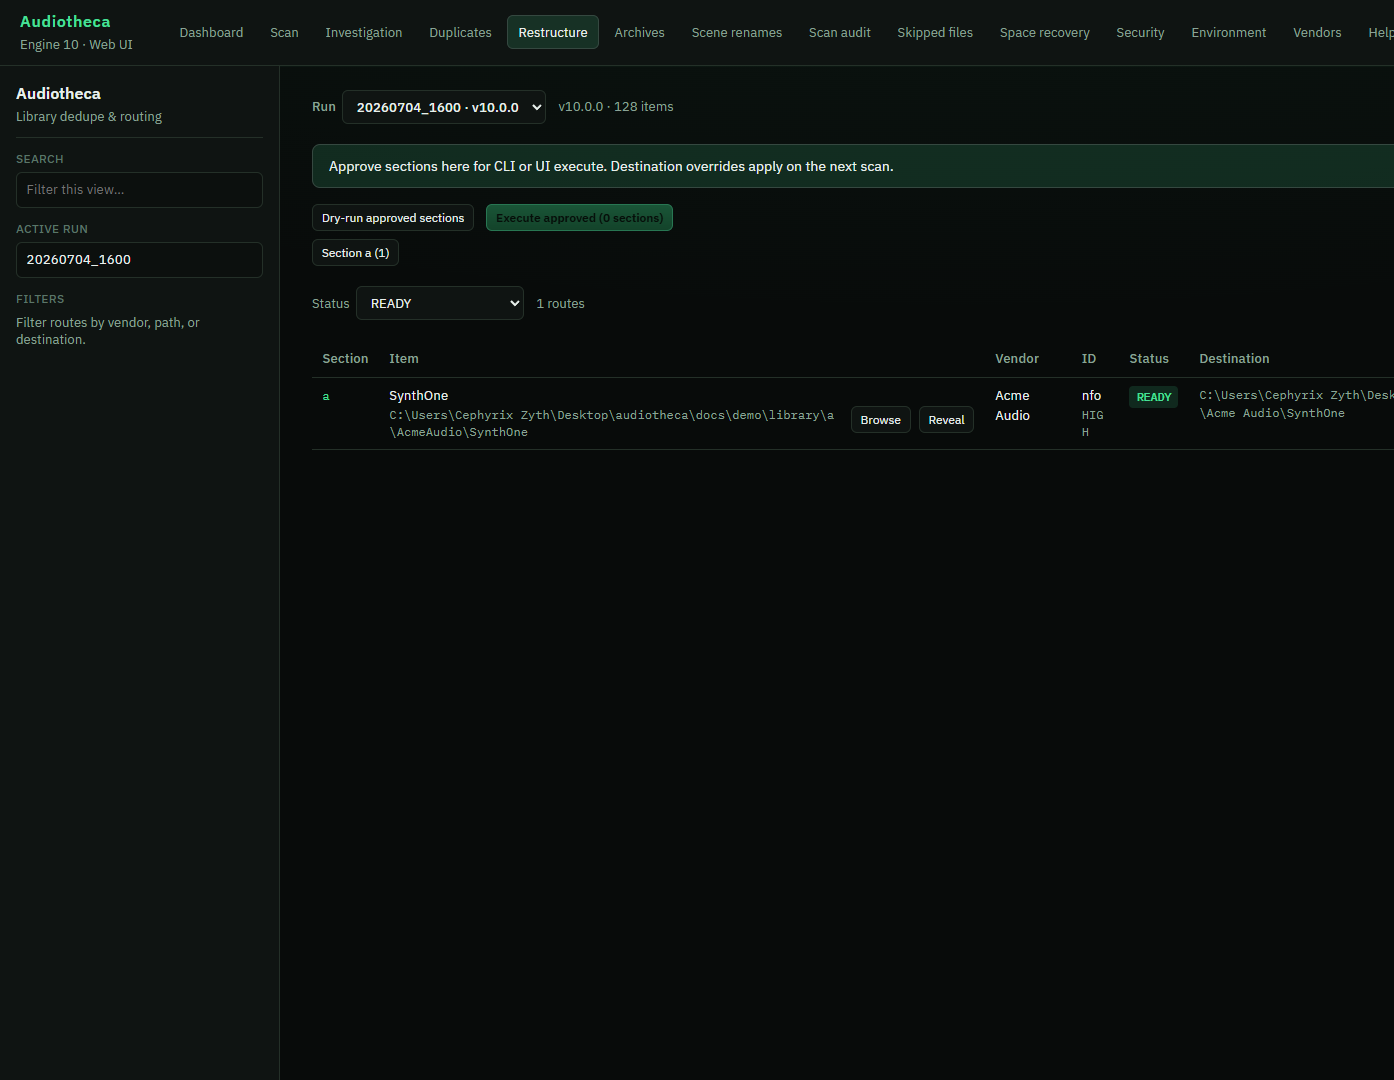 Audiotheca
Engine 10 · Web UI
Dashboard Scan Investigation Duplicates Restructure Archives Scene renames Scan audit Skipped files Space recovery Security Environment Vendors Help
Audiotheca
Library dedupe & routing
SEARCH
Filter this view...
ACTIVE RUN
20260704_1600
FILTERS
Filter routes by vendor, path, or
destination.
Run 20260704_1600 · v10.0.0 v10.0.0 · 128 items
Approve sections here for CLI or UI execute. Destination overrides apply on the next scan.
Dry-run approved sections Execute approved (0 sections)
Section a (1)
Status READY 1 routes
Section Item Vendor ID Status Destination
a SynthOne
C:\Users\Cephyrix Zyth\Desktop\audiotheca\docs\demo\library\a
\AcmeAudio\SynthOne
Browse Reveal
Acme
Audio
nfo
HIG
H
READY
C:\Users\Cephyrix Zyth\Desk
\Acme Audio\SynthOne